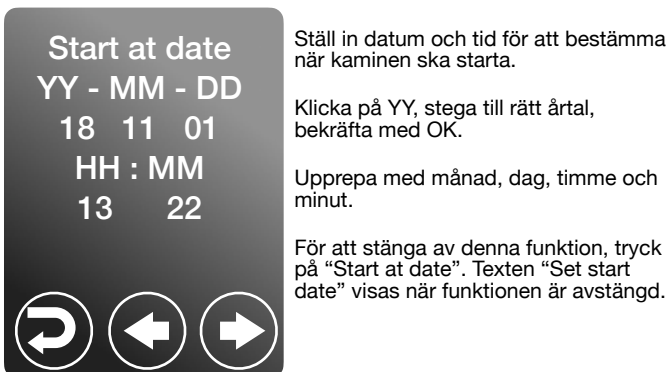 Start at date
YY - MM - DD
18 11 01
HH : MM
13 22
Ställ in datum och tid för att bestämma
när kaminen ska starta.
Klicka på YY, stega till rätt årtal,
bekräfta med OK.
Upprepa med månad, dag, timme och
minut.
För att stänga av denna funktion, tryck
på “Start at date”. Texten “Set start
date” visas när funktionen är avstängd.